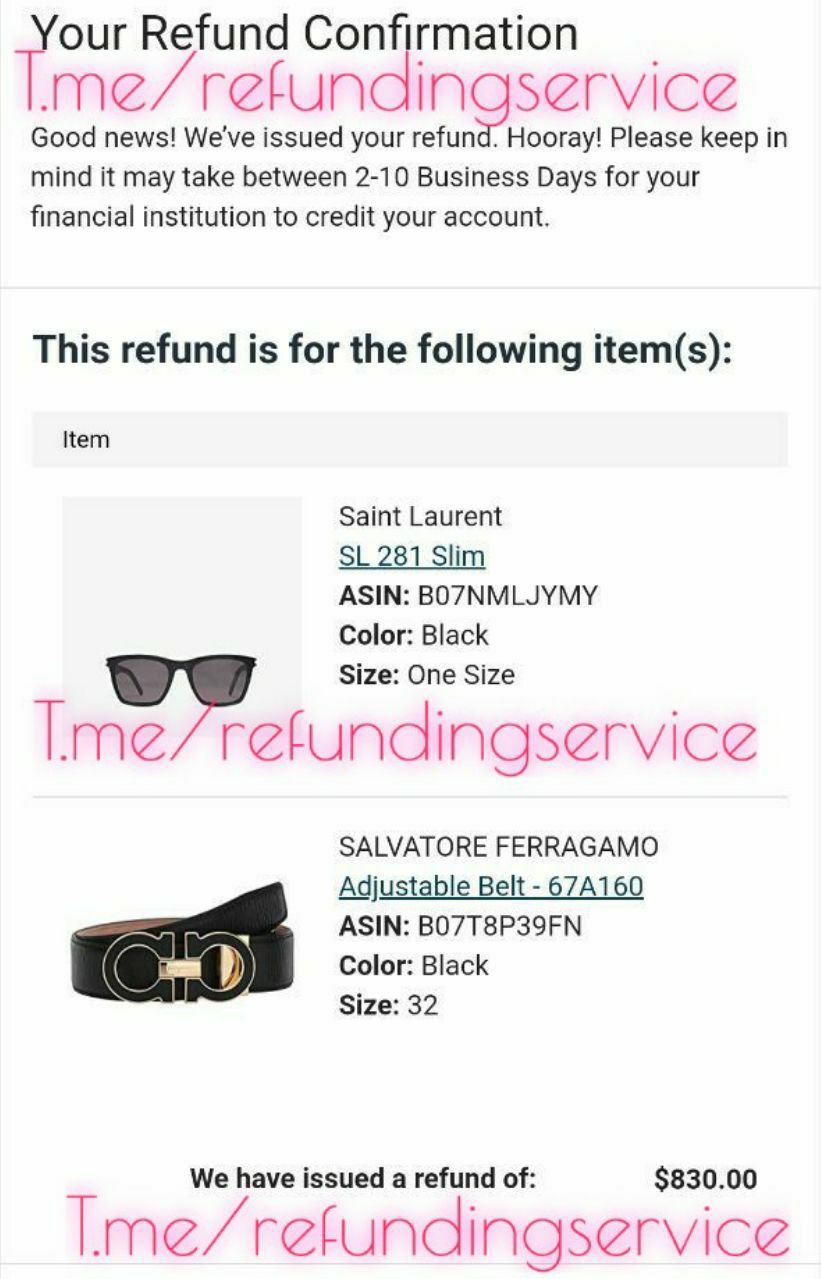 Your Refund Confirmation
T.me/refundingservice
Good news! We’ve issued your refund. Hooray! Please keep in
mind it may take between 2-10 Business Days for your
financial institution to credit your account.
This refund is for the following item(s):
Item
Saint Laurent
SL 281 Slim
ASIN: B07NMLJYMY
Color: Black
Size: One Size
T.me/refundingservice
SALVATORE FERRAGAMO
Adjustable Belt - 67A160
ASIN: B07T8P39FN
Color: Black
Size: 32
We have issued a refund of: $830.00
T.me/refundingservice